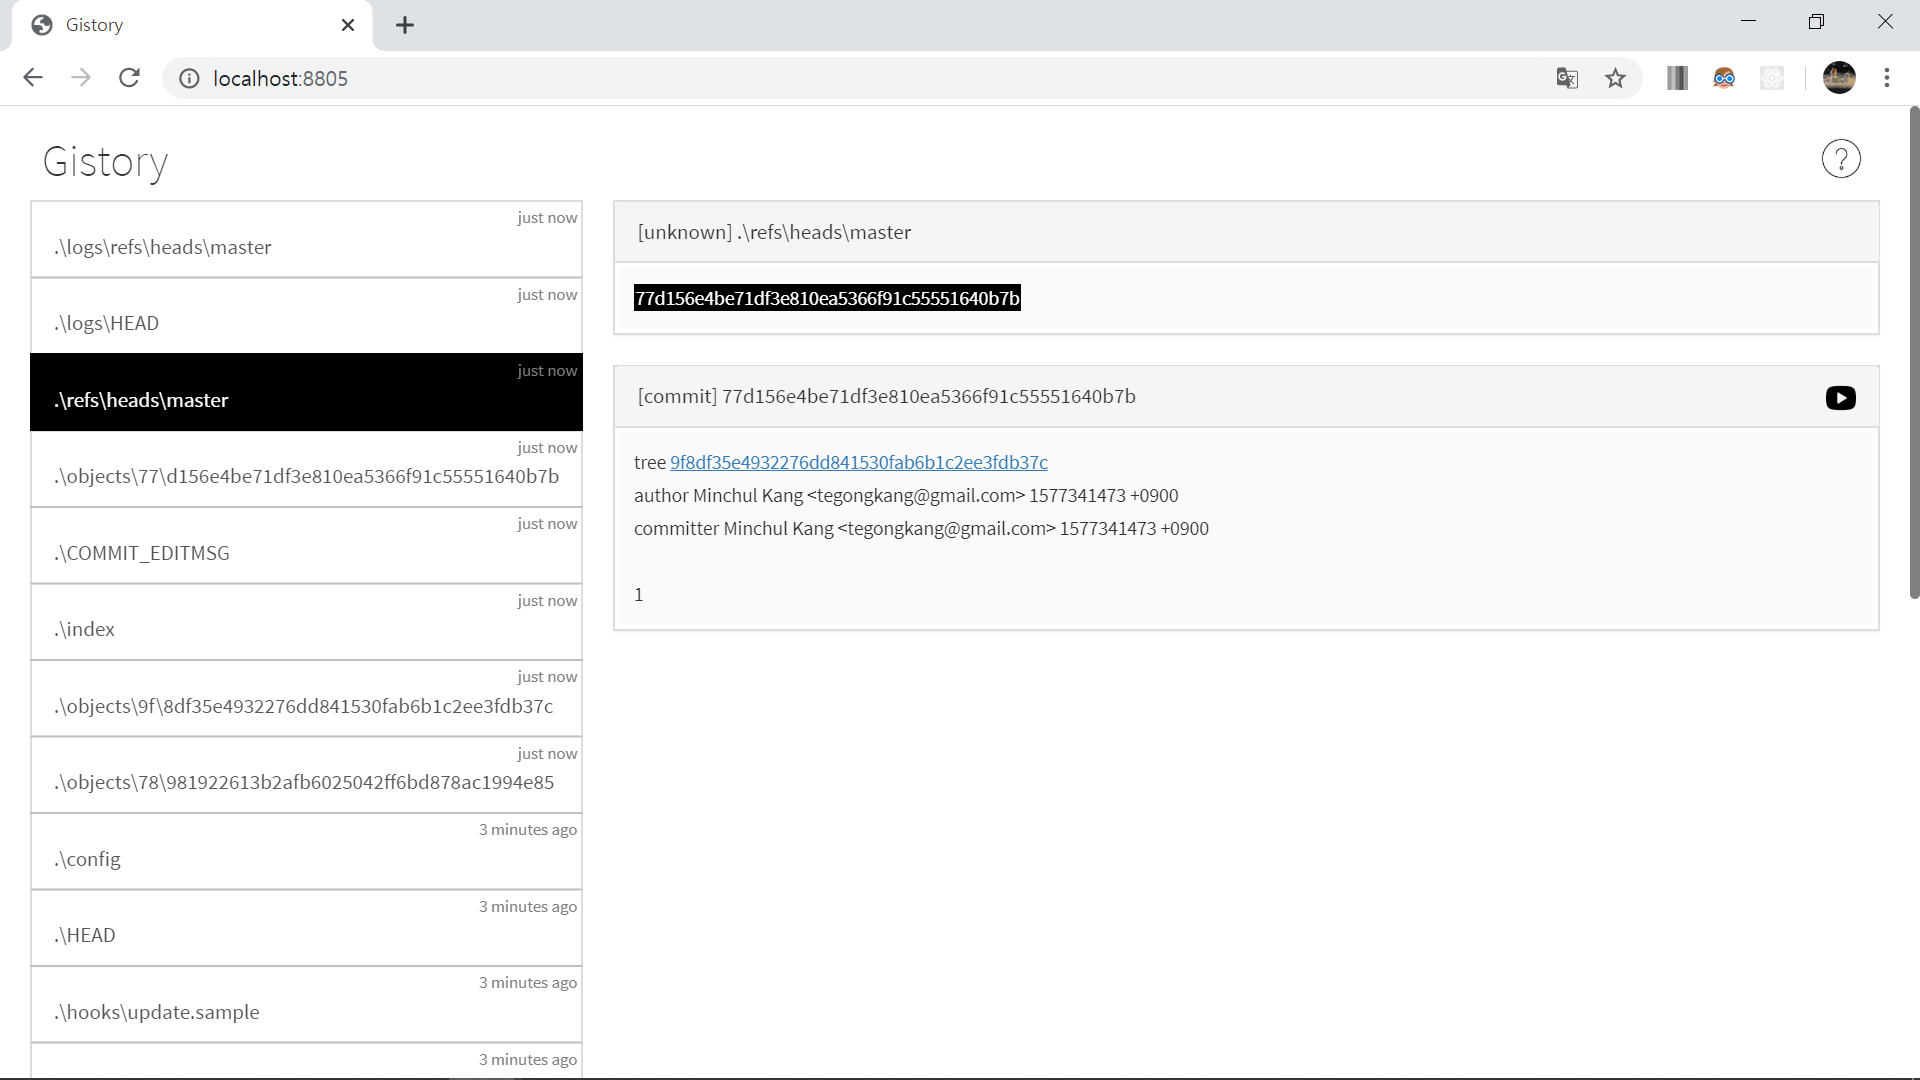 Gistory
localhost:8805
Gistory
?
just now
.\logs\refs\heads\master
just now
.\logs\HEAD
just now
.\refs\heads\master
just now
.\objects\77\d156e4be71df3e810ea5366f91c55551640b7b
just now
.\COMMIT_EDITMSG
just now
.\index
just now
.\objects\9f\8df35e4932276dd841530fab6b1c2ee3fdb37c
just now
.\objects\78\981922613b2afb6025042ff6bd878ac1994e85
3 minutes ago
.\config
3 minutes ago
.\HEAD
3 minutes ago
.\hooks\update.sample
3 minutes ago
[unknown] .\refs\heads\master
77d156e4be71df3e810ea5366f91c55551640b7b
[commit] 77d156e4be71df3e810ea5366f91c55551640b7b
tree 9f8df35e4932276dd841530fab6b1c2ee3fdb37c
author Minchul Kang <tegongkang@gmail.com> 1577341473 +0900
committer Minchul Kang <tegongkang@gmail.com> 1577341473 +0900
1